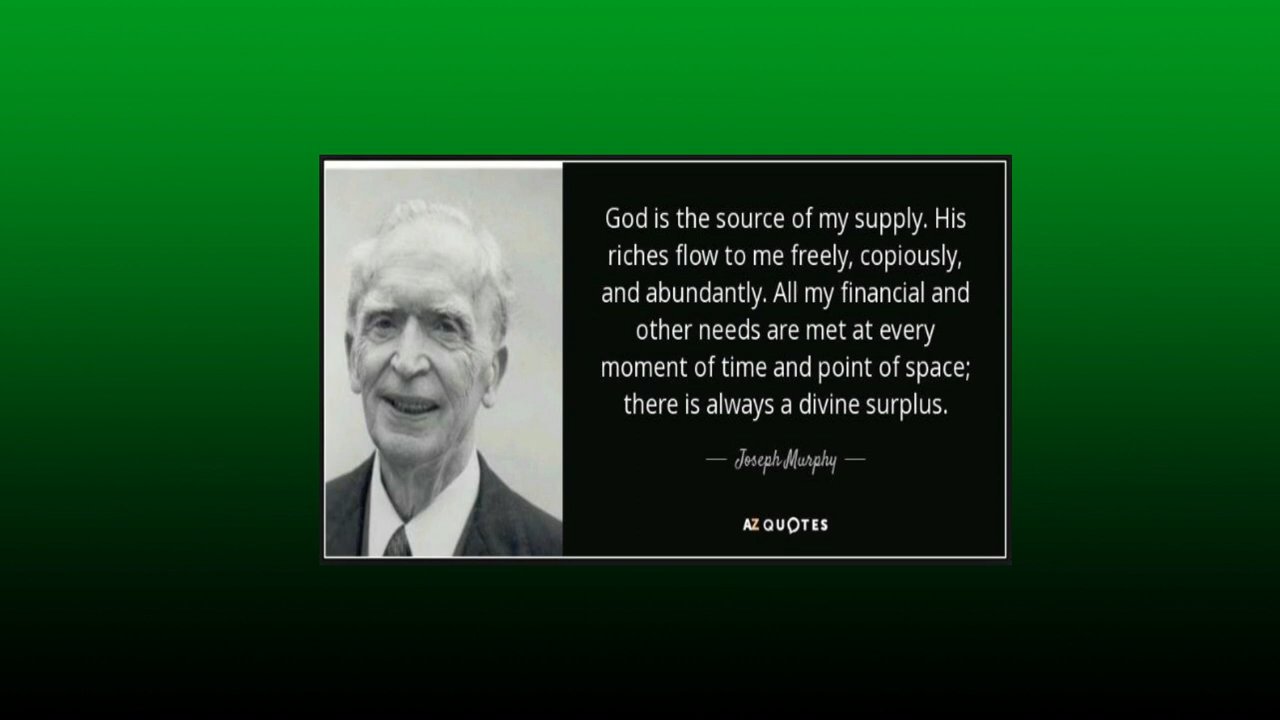 God is the source of my supply. His
riches flow to me freely, copiously,
and abundantly. All my financial and
other needs are met at every
moment of time and point of space;
there is always a divine surplus.
— Joseph Murphy —
AZ QUOTES